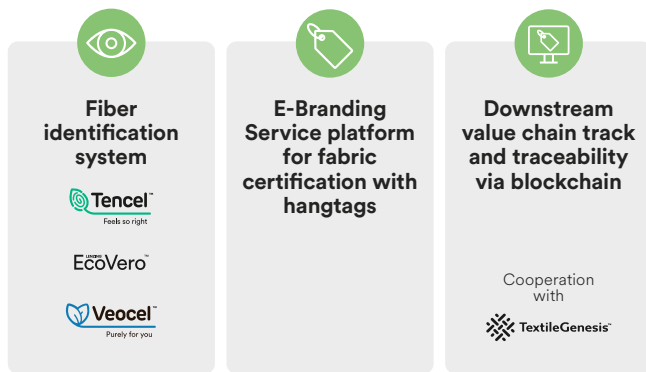 Fiber
identification
system
Tencel™
Feels so right
LENZING
EcoVero™
Veocel™
Purely for you
E-Branding
Service platform
for fabric
certification with
hangtags
Downstream
value chain track
and traceability
via blockchain
Cooperation
with
TextileGenesis™